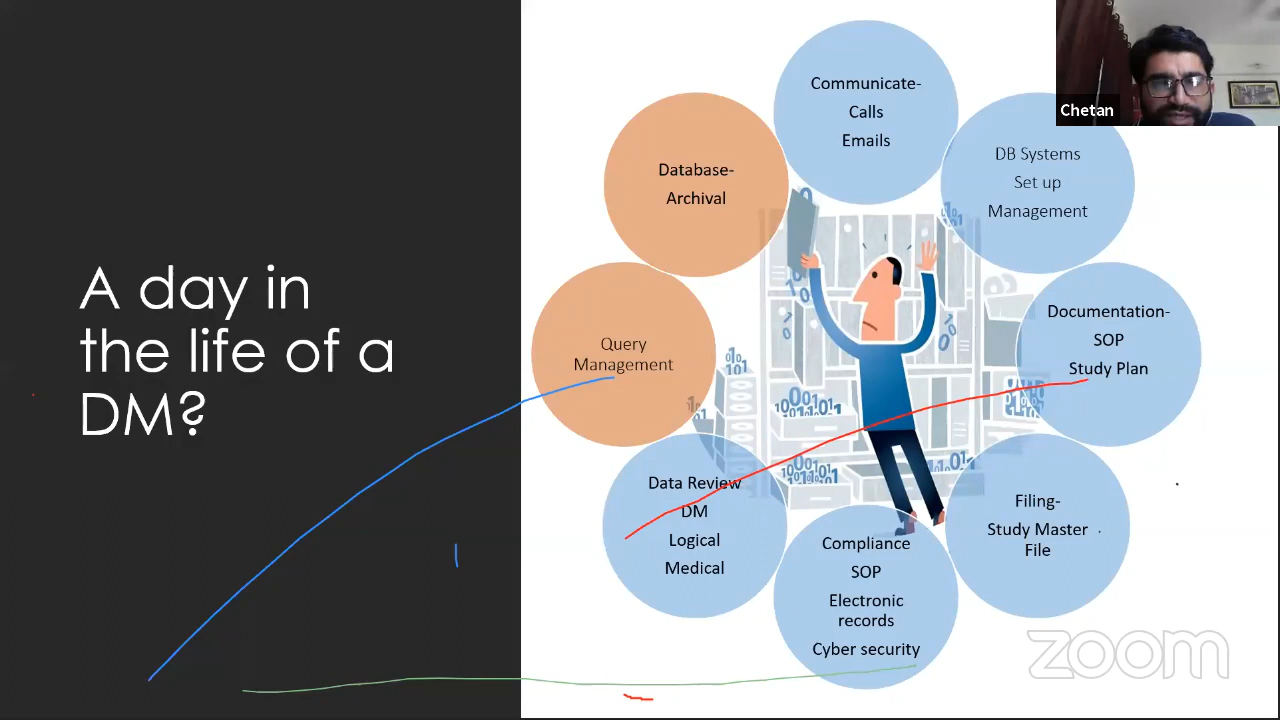 A day in
the life of a
DM?
Communicate-
Calls
Emails
DB Systems
Set up
Management
Documentation-
SOP
Study Plan
Filing-
Study Master
File
Compliance
SOP
Electronic
records
Cyber security
Data Review
DM
Logical
Medical
Query
Management
Database-
Archival
Chetan
zoom